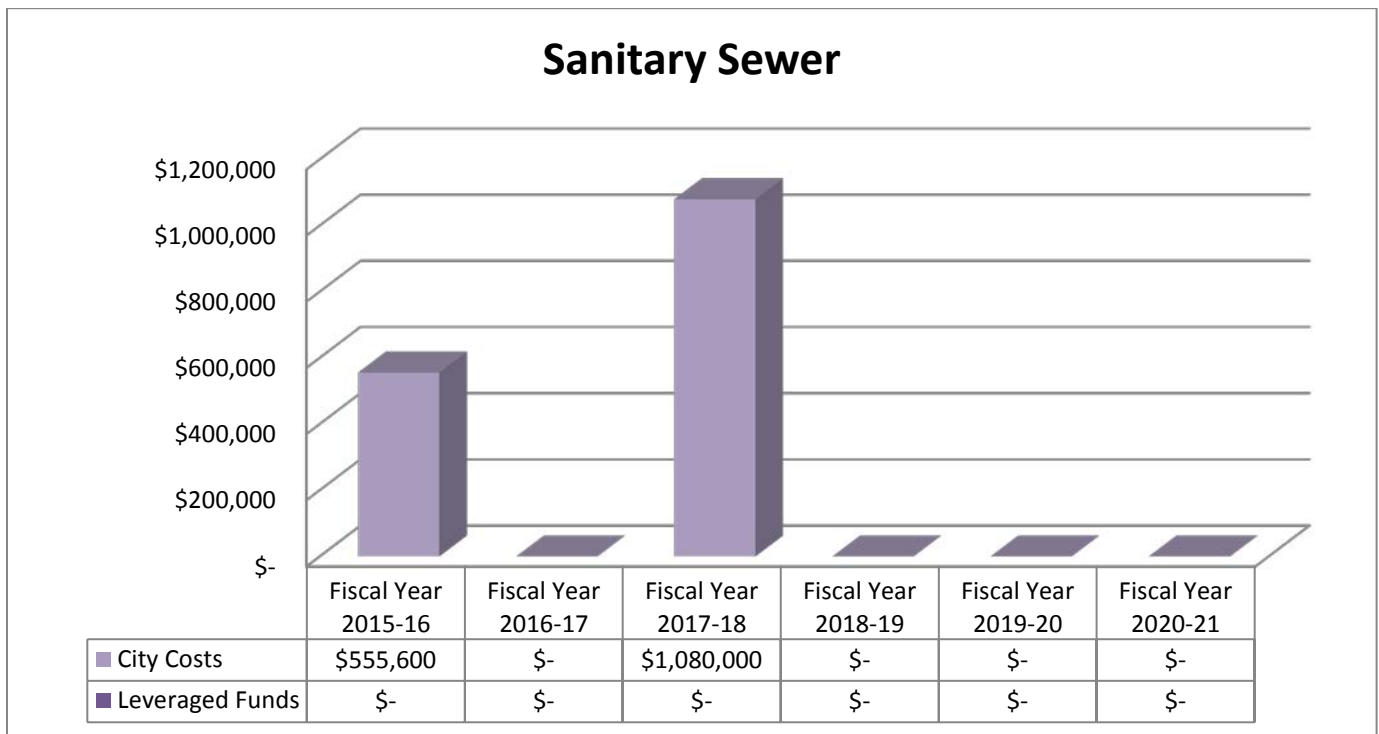 Sanitary Sewer
$1,200,000
$1,000,000
$800,000
$600,000
$400,000
$200,000
$-
Fiscal Year 2015-16 Fiscal Year 2016-17 Fiscal Year 2017-18 Fiscal Year 2018-19 Fiscal Year 2019-20 Fiscal Year 2020-21
City Costs $555,600 $- $1,080,000 $- $- $-
Leveraged Funds $- $- $- $- $- $-